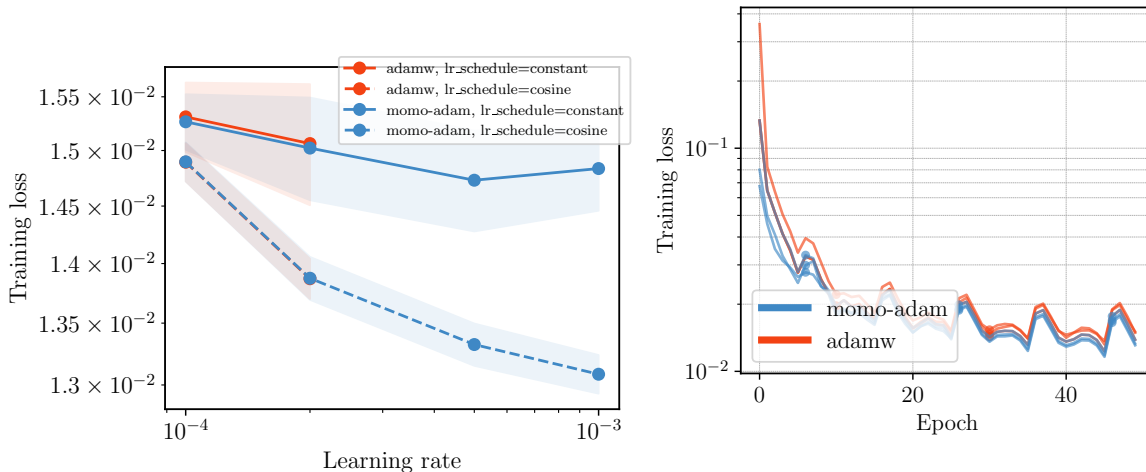 adamw, lr_schedule=constant
adamw, lr_schedule=cosine
momo-adam, lr_schedule=constant
momo-adam, lr_schedule=cosine
1.55 × 10⁻²
1.5 × 10⁻²
1.45 × 10⁻²
1.4 × 10⁻²
1.35 × 10⁻²
1.3 × 10⁻²
Training loss
10⁻⁴
10⁻³
Learning rate
Training loss
10⁻¹
10⁻²
momo-adam
adamw
0
20
40
Epoch